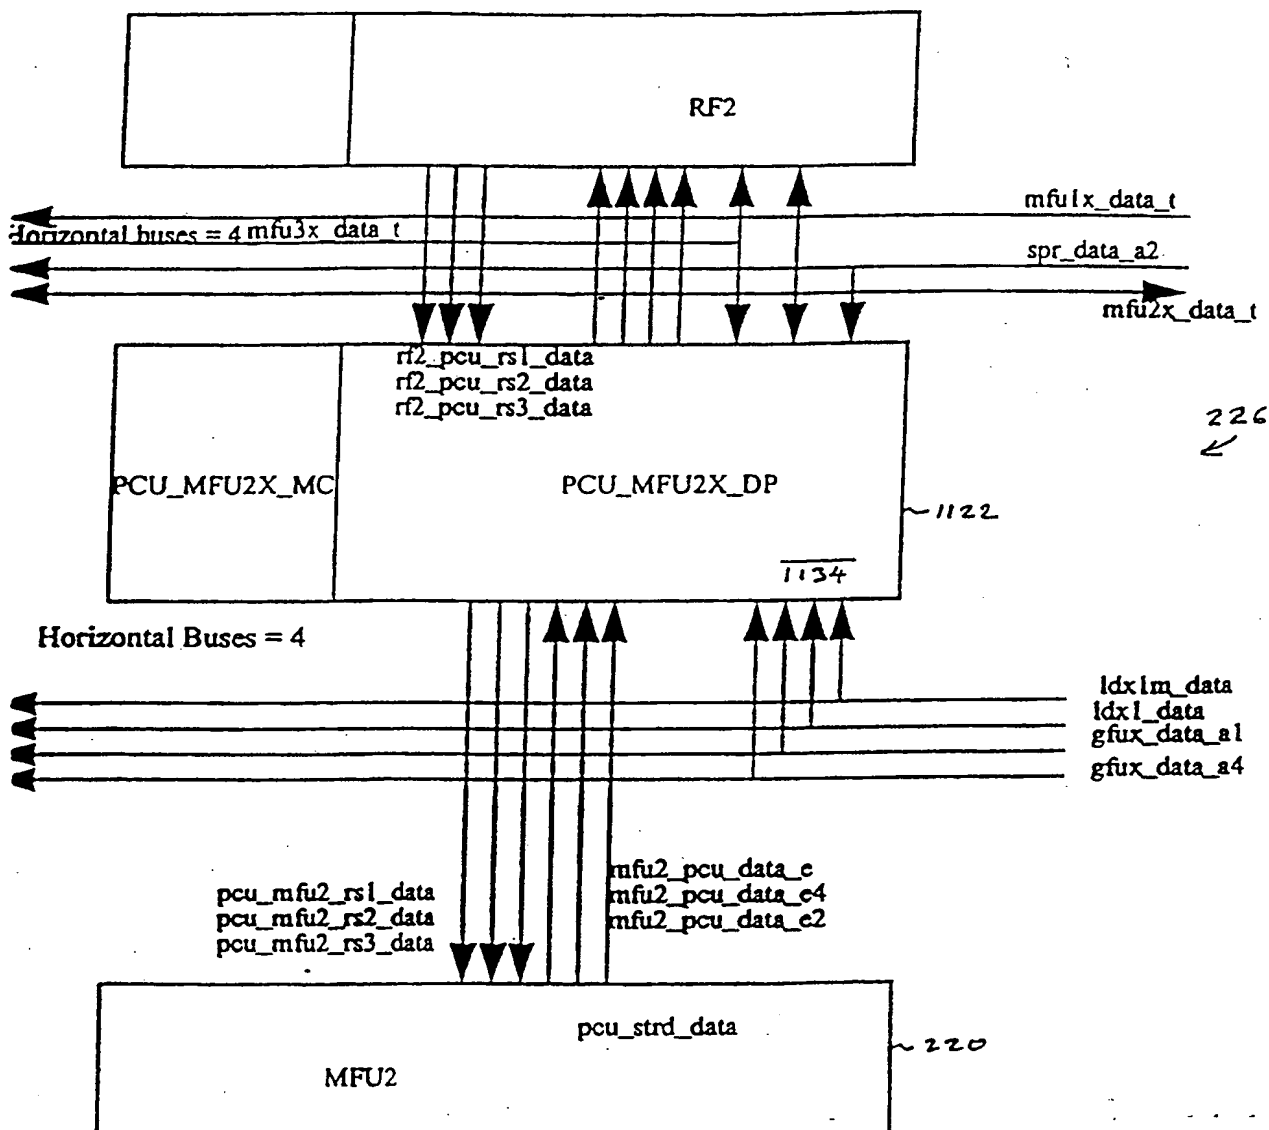 RF2
mfu1x_data_t
Horizontal buses = 4 mfu3x_data_t
spr_data_a2
mfu2x_data_t
rf2_pcu_rs1_data
rf2_pcu_rs2_data
rf2_pcu_rs3_data
226
PCU_MFU2X_MC
PCU_MFU2X_DP
1122
1134
Horizontal Buses = 4
ldx1m_data
ldx1_data
gfux_data_a1
gfux_data_a4
mfu2_pcu_data_e
mfu2_pcu_data_e4
mfu2_pcu_data_e2
pcu_mfu2_rs1_data
pcu_mfu2_rs2_data
pcu_mfu2_rs3_data
pcu_strd_data
220
MFU2